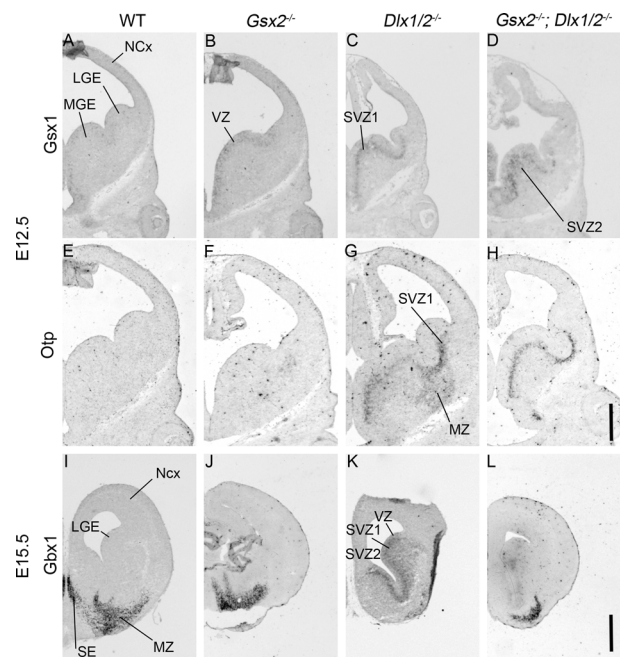 WT Gsx2-/- Dlx1/2-/- Gsx2-/-; Dlx1/2-/-
A B C D
NCx
LGE
MGE
VZ
SVZ1
SVZ2
Gsx1
E12.5
E F G H
SVZ1
MZ
Otp
I J K L
Ncx
LGE
VZ
SVZ1
SVZ2
SE
MZ
E15.5
Gbx1